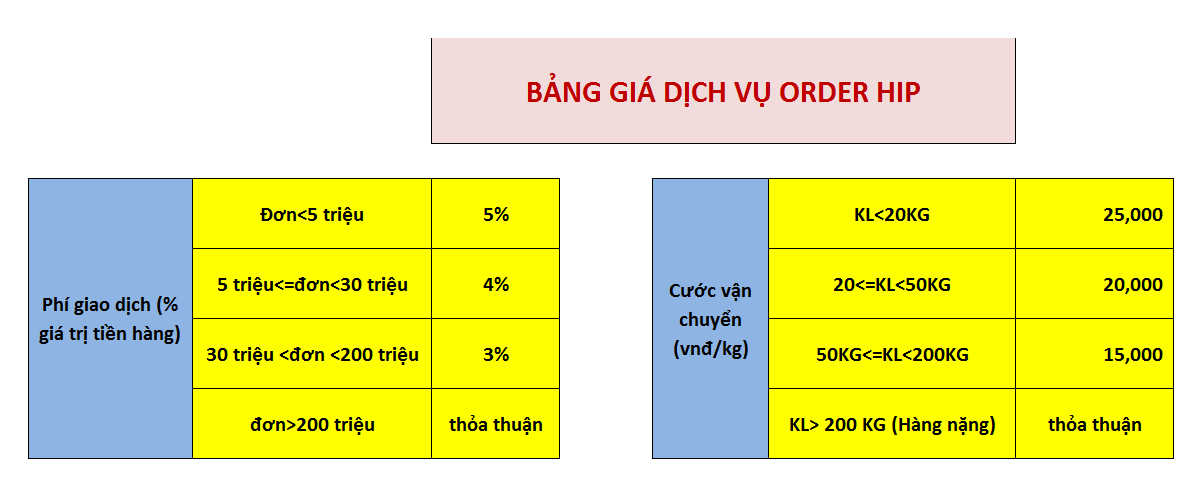 BẢNG GIÁ DỊCH VỤ ORDER HIP
Phí giao dịch (%
giá trị tiền hàng)
Đơn<5 triệu
5%
5 triệu<=đơn<30 triệu
4%
30 triệu <đơn <200 triệu
3%
đơn>200 triệu
thỏa thuận
Cước vận
chuyển
(vnđ/kg)
KL<20KG
25,000
20<=KL<50KG
20,000
50KG<=KL<200KG
15,000
KL> 200 KG (Hàng nặng)
thỏa thuận